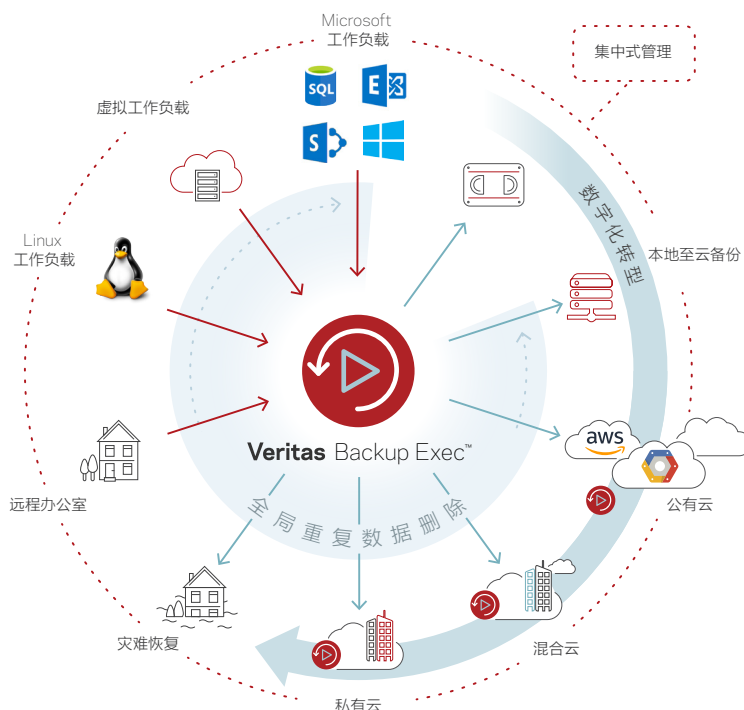 Microsoft
工作负载
集中式管理
SQL
E
S
虚拟工作负载
数字化转型
Linux
工作负载
本地至云备份
aws
Veritas Backup Exec™
远程办公室
公有云
全局重复数据删除
灾难恢复
混合云
私有云